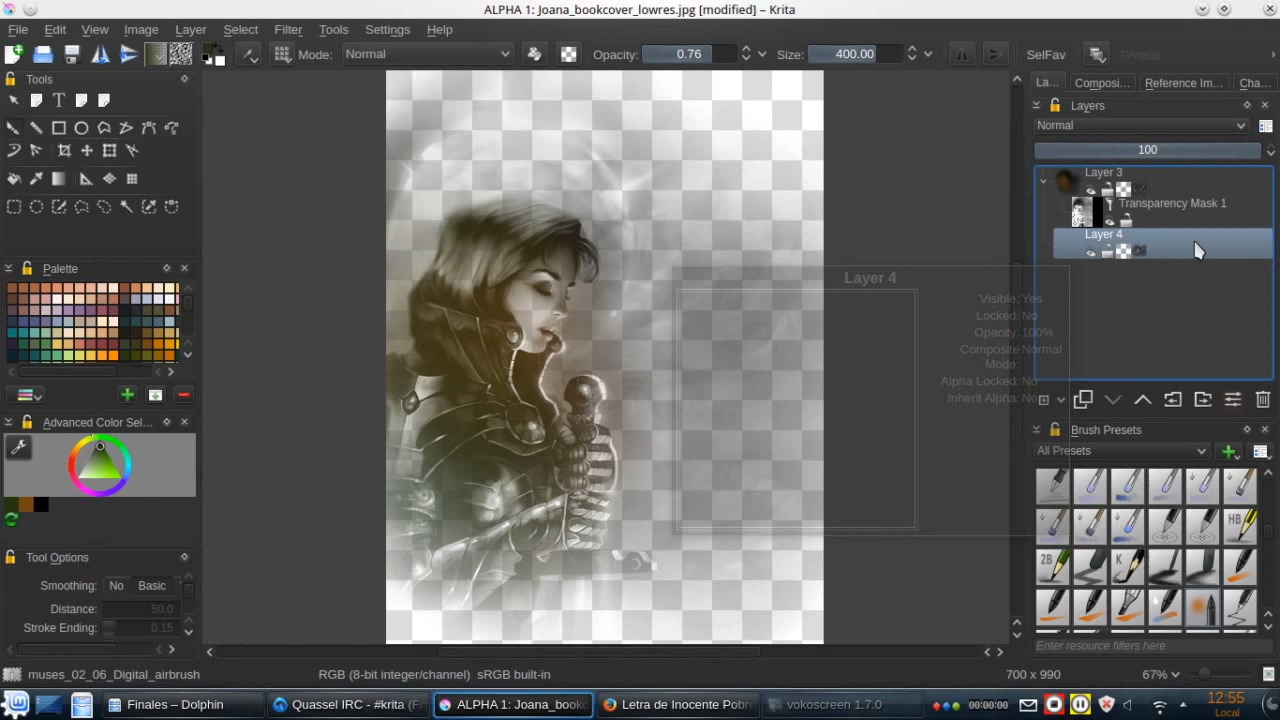 ALPHA 1: Joana_bookcover_lowres.jpg [modified] – Krita
File Edit View Image Layer Select Filter Tools Settings Help
Mode: Normal Opacity: 0.76 Size: 400.00 SelFav PAssist
Tools
La... Composi... Reference Im... Cha...
Layers
Normal
100
Layer 3
Transparency Mask 1
Layer 4
Layer 4
Visible: Yes
Locked: No
Opacity: 100%
Composite Normal
Mode:
Alpha Locked: No
Inherit Alpha: No
Palette
Advanced Color Sel...
Brush Presets
All Presets
HB
2B K
Enter resource filters here
Tool Options
Smoothing: No Basic
Distance: 50.0
Stroke Ending: 0.15
muses_02_06_Digital_airbrush RGB (8-bit integer/channel) sRGB built-in 700 x 990 67%
Finales – Dolphin Quassel IRC - #krita (F ALPHA 1: Joana_bookc Letra de Inocente Pobre vokoscreen 1.7.0 00:00:00 12:55
Local